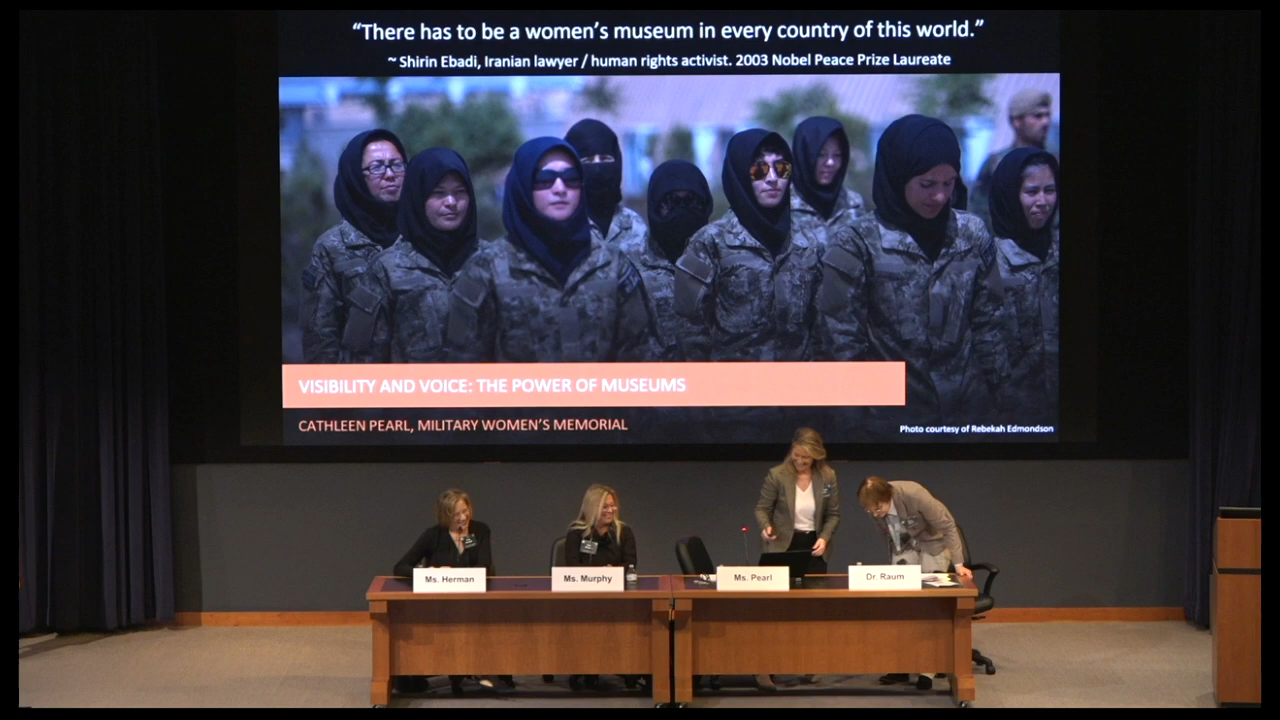 “There has to be a women’s museum in every country of this world.”
~ Shirin Ebadi, Iranian lawyer / human rights activist. 2003 Nobel Peace Prize Laureate
VISIBILITY AND VOICE: THE POWER OF MUSEUMS
CATHLEEN PEARL, MILITARY WOMEN’S MEMORIAL
Photo courtesy of Rebekah Edmondson
Ms. Herman
Ms. Murphy
Ms. Pearl
Dr. Raum